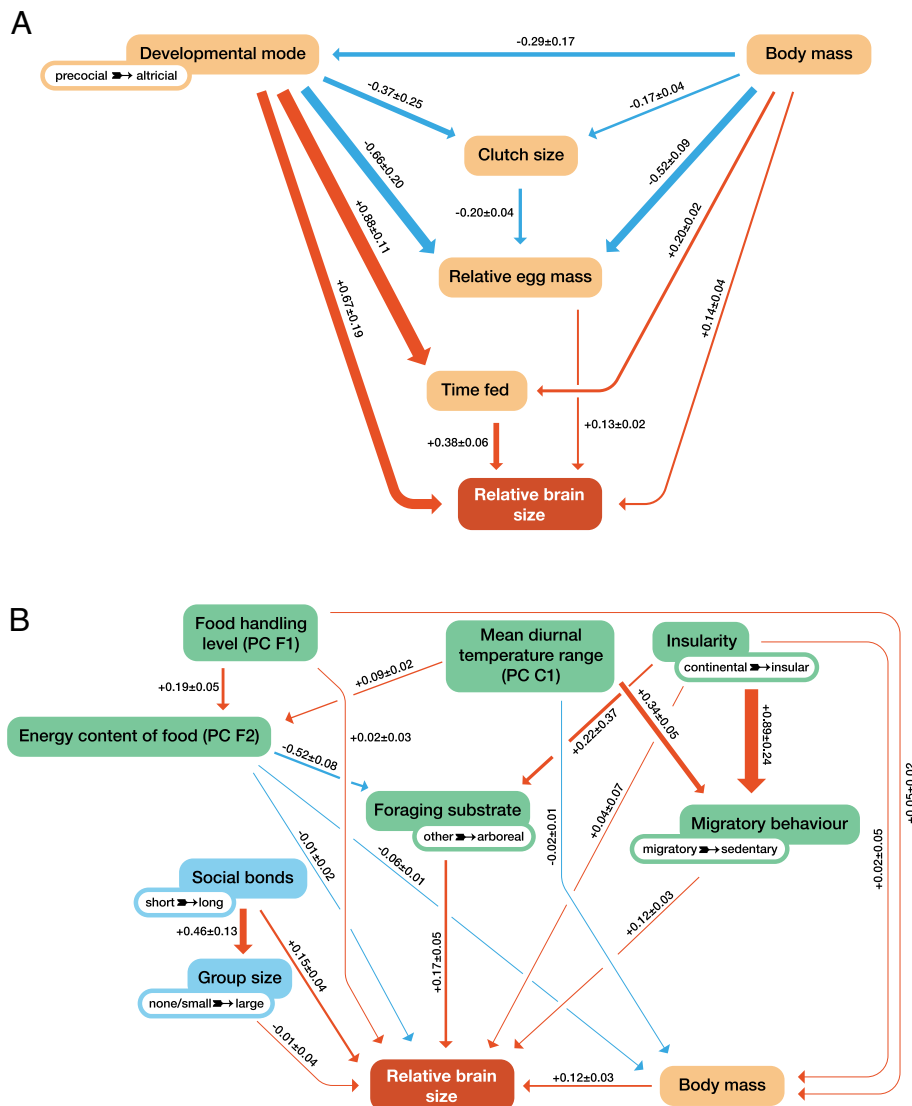 A
Developmental mode
precocial → altricial
-0.29±0.17
Body mass
-0.37±0.25
-0.17±0.04
Clutch size
-0.66±0.20
-0.52±0.09
-0.20±0.04
+0.88±0.11
+0.20±0.02
Relative egg mass
+0.67±0.19
+0.14±0.04
Time fed
+0.38±0.06
+0.13±0.02
Relative brain
size
B
Food handling
level (PC F1)
Mean diurnal
temperature range
(PC C1)
Insularity
continental → insular
+0.19±0.05
+0.09±0.02
+0.34±0.05
+0.89±0.24
+0.22±0.37
Energy content of food (PC F2)
+0.02±0.03
-0.52±0.08
+0.05±0.02
Foraging substrate
other → arboreal
Migratory behaviour
migratory → sedentary
+0.04±0.07
-0.02±0.01
+0.02±0.05
-0.01±0.02
-0.06±0.01
Social bonds
short → long
+0.46±0.13
+0.15±0.04
+0.17±0.05
+0.12±0.03
Group size
none/small → large
-0.01±0.04
Relative brain
size
+0.12±0.03
Body mass